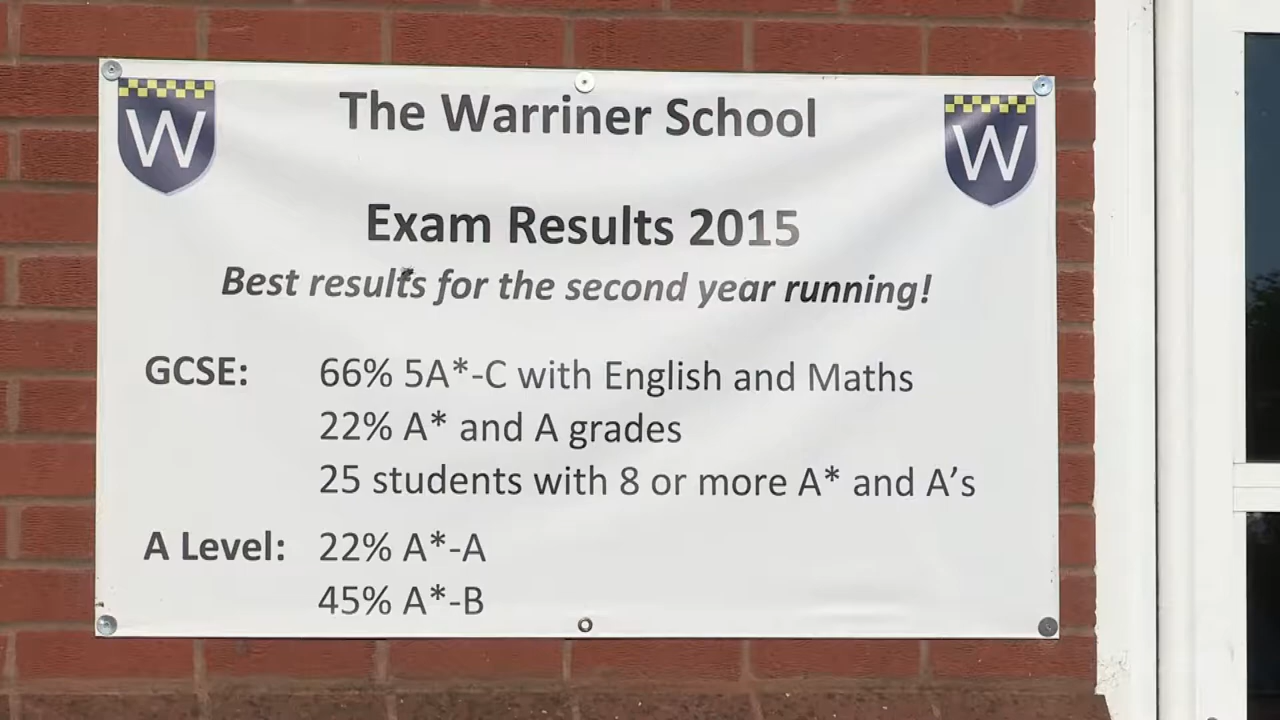 W
The Warriner School
W
Exam Results 2015
Best results for the second year running!
GCSE: 66% 5A*-C with English and Maths
22% A* and A grades
25 students with 8 or more A* and A’s
A Level: 22% A*-A
45% A*-B